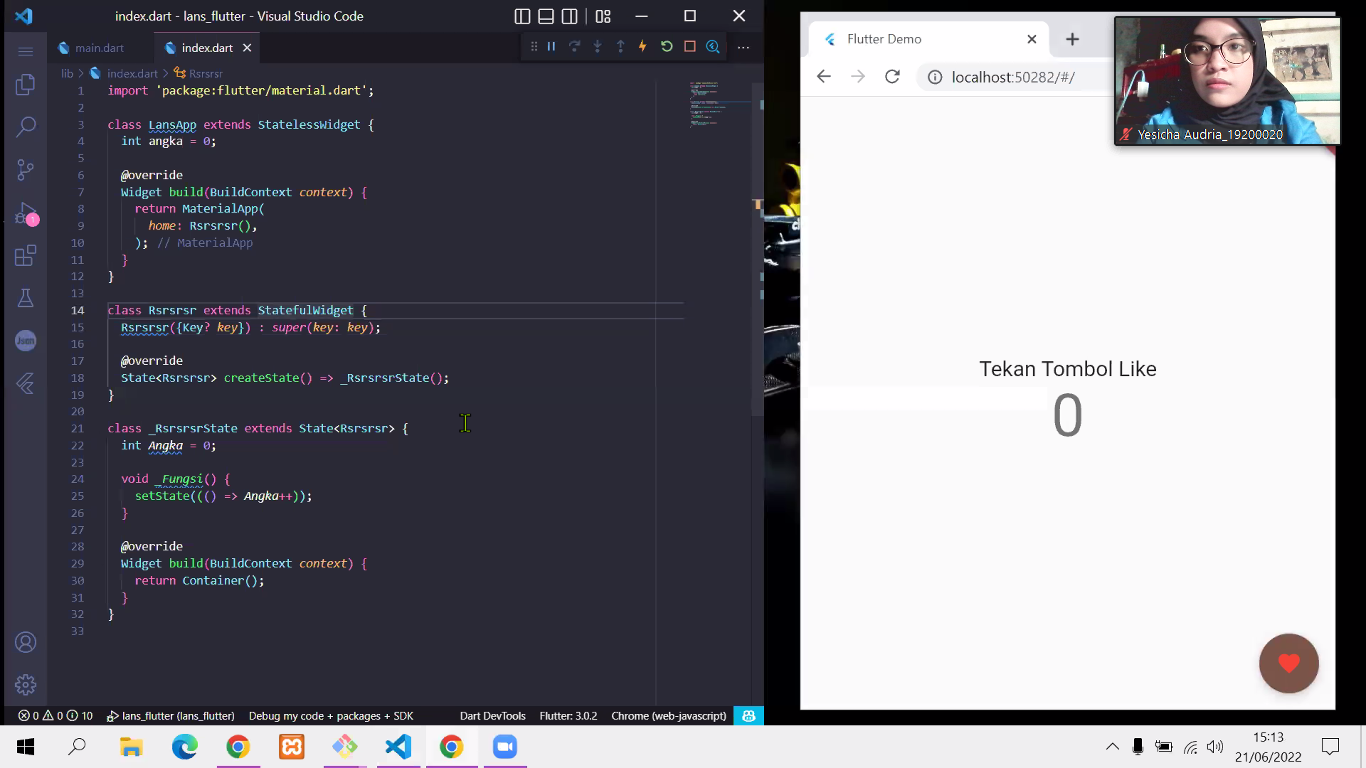 index.dart - lans_flutter - Visual Studio Code
main.dart
index.dart
lib > index.dart > Rsrsrsr
1 import 'package:flutter/material.dart';
2
3 class LansApp extends StatelessWidget {
4 int angka = 0;
5
6 @override
7 Widget build(BuildContext context) {
8 return MaterialApp(
9 home: Rsrsrsr(),
10 ); // MaterialApp
11 }
12 }
13
14 class Rsrsrsr extends StatefulWidget {
15 Rsrsrsr({Key? key}) : super(key: key);
16
17 @override
18 State<Rsrsrsr> createState() => _RsrsrsrState();
19 }
20
21 class _RsrsrsrState extends State<Rsrsrsr> {
22 int Angka = 0;
23
24 void _Fungsi() {
25 setState((() => Angka++));
26 }
27
28 @override
29 Widget build(BuildContext context) {
30 return Container();
31 }
32 }
33
1
Json
0 0 10 lans_flutter (lans_flutter) Debug my code + packages + SDK Dart DevTools Flutter: 3.0.2 Chrome (web-javascript)
Flutter Demo
localhost:50282/#/
Yesicha Audria_19200020
Tekan Tombol Like
0
15:13
21/06/2022